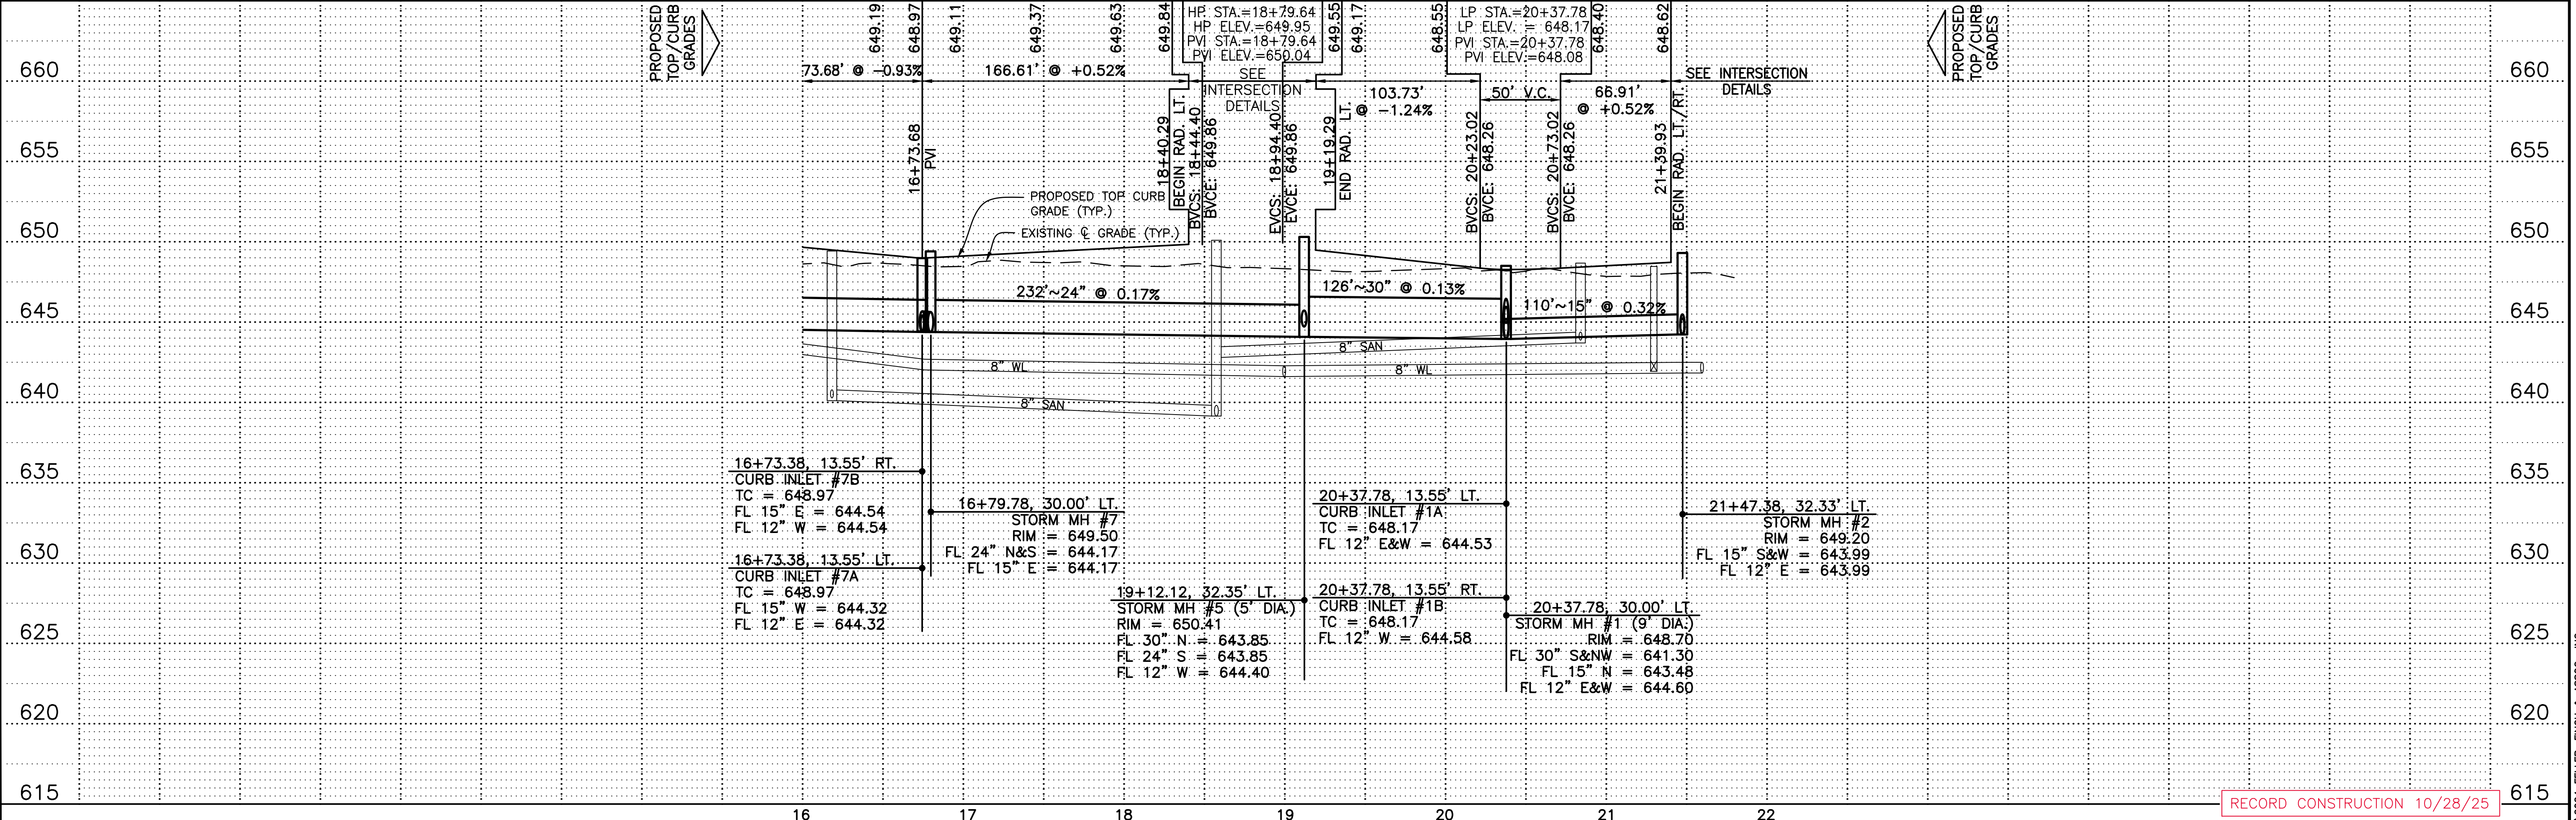 PROPOSED
TOP/CURB
GRADES
649.19
648.97
649.11
649.37
649.63
649.84
HP STA.=18+79.64
HP ELEV.=649.95
PVI STA.=18+79.64
PVI ELEV.=650.04
649.55
649.17
648.55
LP STA.=20+37.78
LP ELEV. = 648.17
PVI STA.=20+37.78
PVI ELEV.=648.08
648.40
648.62
PROPOSED
TOP/CURB
GRADES
660
73.68' @ -0.93%
166.61' @ +0.52%
SEE
INTERSECTION
DETAILS
103.73'
@ -1.24%
50' V.C.
66.91'
@ +0.52%
SEE INTERSECTION
DETAILS
660
655
16+73.68
PVI
18+40.29
BEGIN RAD. LT.
BVCS: 18+44.40
BVCE: 649.86
EVCS: 18+94.40
EVCE: 649.86
19+19.29
END RAD. LT.
BVCS: 20+23.02
BVCE: 648.26
BVCS: 20+73.02
BVCE: 648.26
21+39.93
BEGIN RAD. LT./RT.
655
PROPOSED TOP CURB
GRADE (TYP.)
EXISTING ℄ GRADE (TYP.)
650
650
645
232'~24" @ 0.17%
126'~30" @ 0.13%
110'~15" @ 0.32%
645
8" SAN
8" WL
8" WL
640
8" SAN
640
635
635
16+73.38, 13.55' RT.
CURB INLET #7B
TC = 648.97
FL 15" E = 644.54
FL 12" W = 644.54
16+79.78, 30.00' LT.
STORM MH #7
RIM = 649.50
FL 24" N&S = 644.17
FL 15" E = 644.17
20+37.78, 13.55' LT.
CURB INLET #1A
TC = 648.17
FL 12" E&W = 644.53
21+47.38, 32.33' LT.
STORM MH #2
RIM = 649.20
FL 15" S&W = 643.99
FL 12" E = 643.99
630
630
16+73.38, 13.55' LT.
CURB INLET #7A
TC = 648.97
FL 15" W = 644.32
FL 12" E = 644.32
19+12.12, 32.35' LT.
STORM MH #5 (5' DIA.)
RIM = 650.41
FL 30" N = 643.85
FL 24" S = 643.85
FL 12" W = 644.40
20+37.78, 13.55' RT.
CURB INLET #1B
TC = 648.17
FL 12" W = 644.58
20+37.78, 30.00' LT.
STORM MH #1 (9' DIA.)
RIM = 648.70
FL 30" S&NW = 641.30
FL 15" N = 643.48
FL 12" E&W = 644.60
625
625
620
620
615
615
16
17
18
19
20
21
22
RECORD CONSTRUCTION 10/28/25